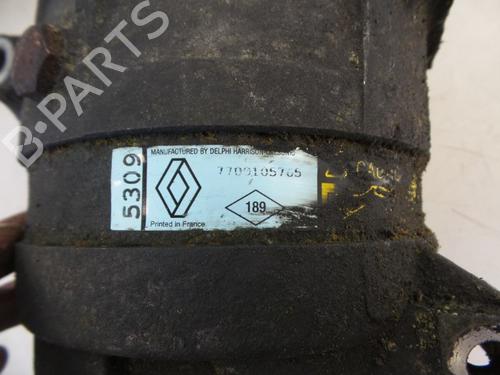 B-PARTS
5309
MANUFACTURED BY DELPHI HARRISON
7700105765
189
Printed in France